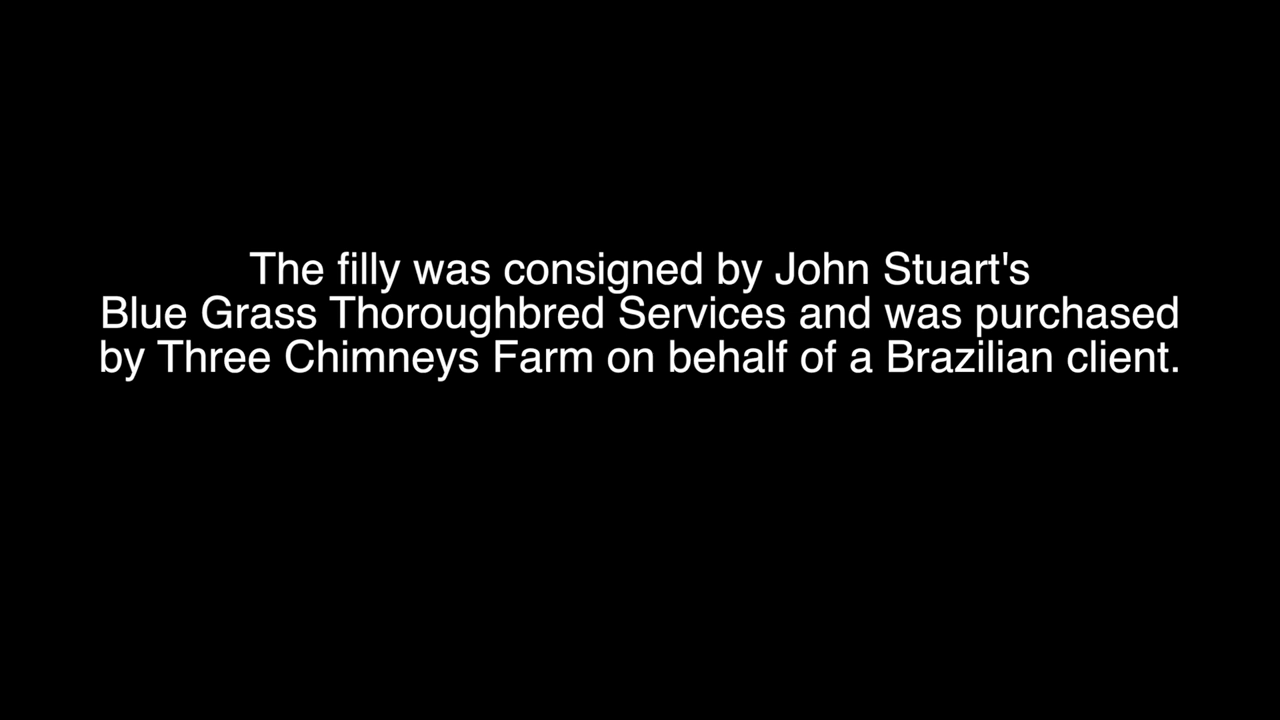 The filly was consigned by John Stuart's
Blue Grass Thoroughbred Services and was purchased
by Three Chimneys Farm on behalf of a Brazilian client.